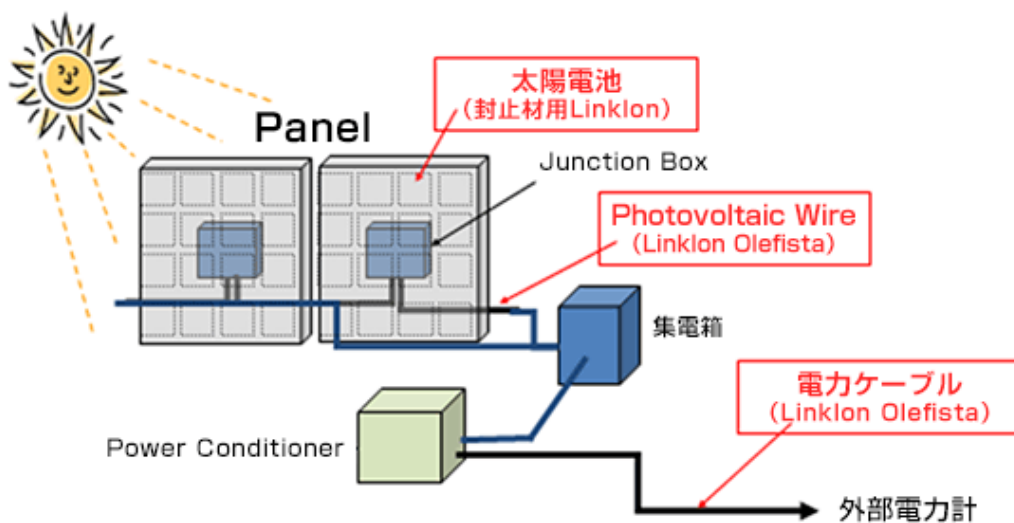 太陽電池
（封止材用Linklon）
Panel
Junction Box
Photovoltaic Wire
（Linklon Olefista）
集電箱
電力ケーブル
（Linklon Olefista）
Power Conditioner
外部電力計